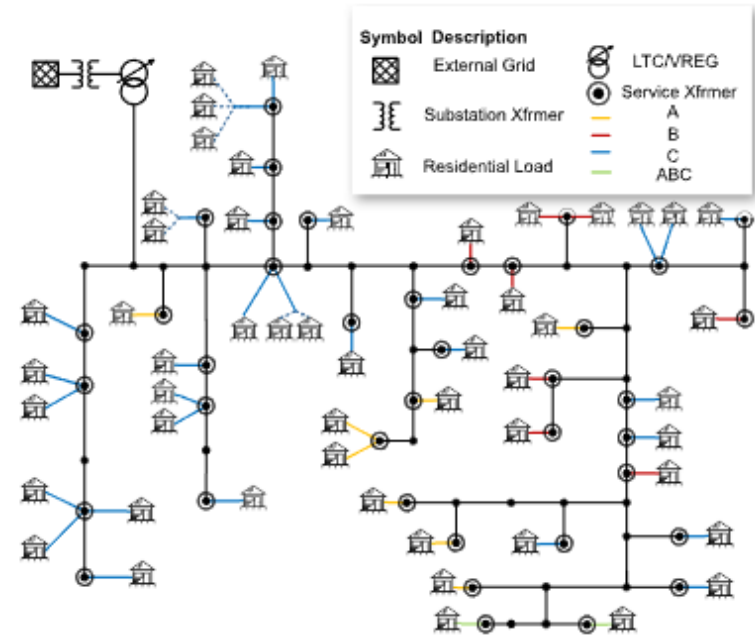 Symbol Description
External Grid
LTC/VREG
Service Xfrmer
Substation Xfrmer
A
B
Residential Load
C
ABC